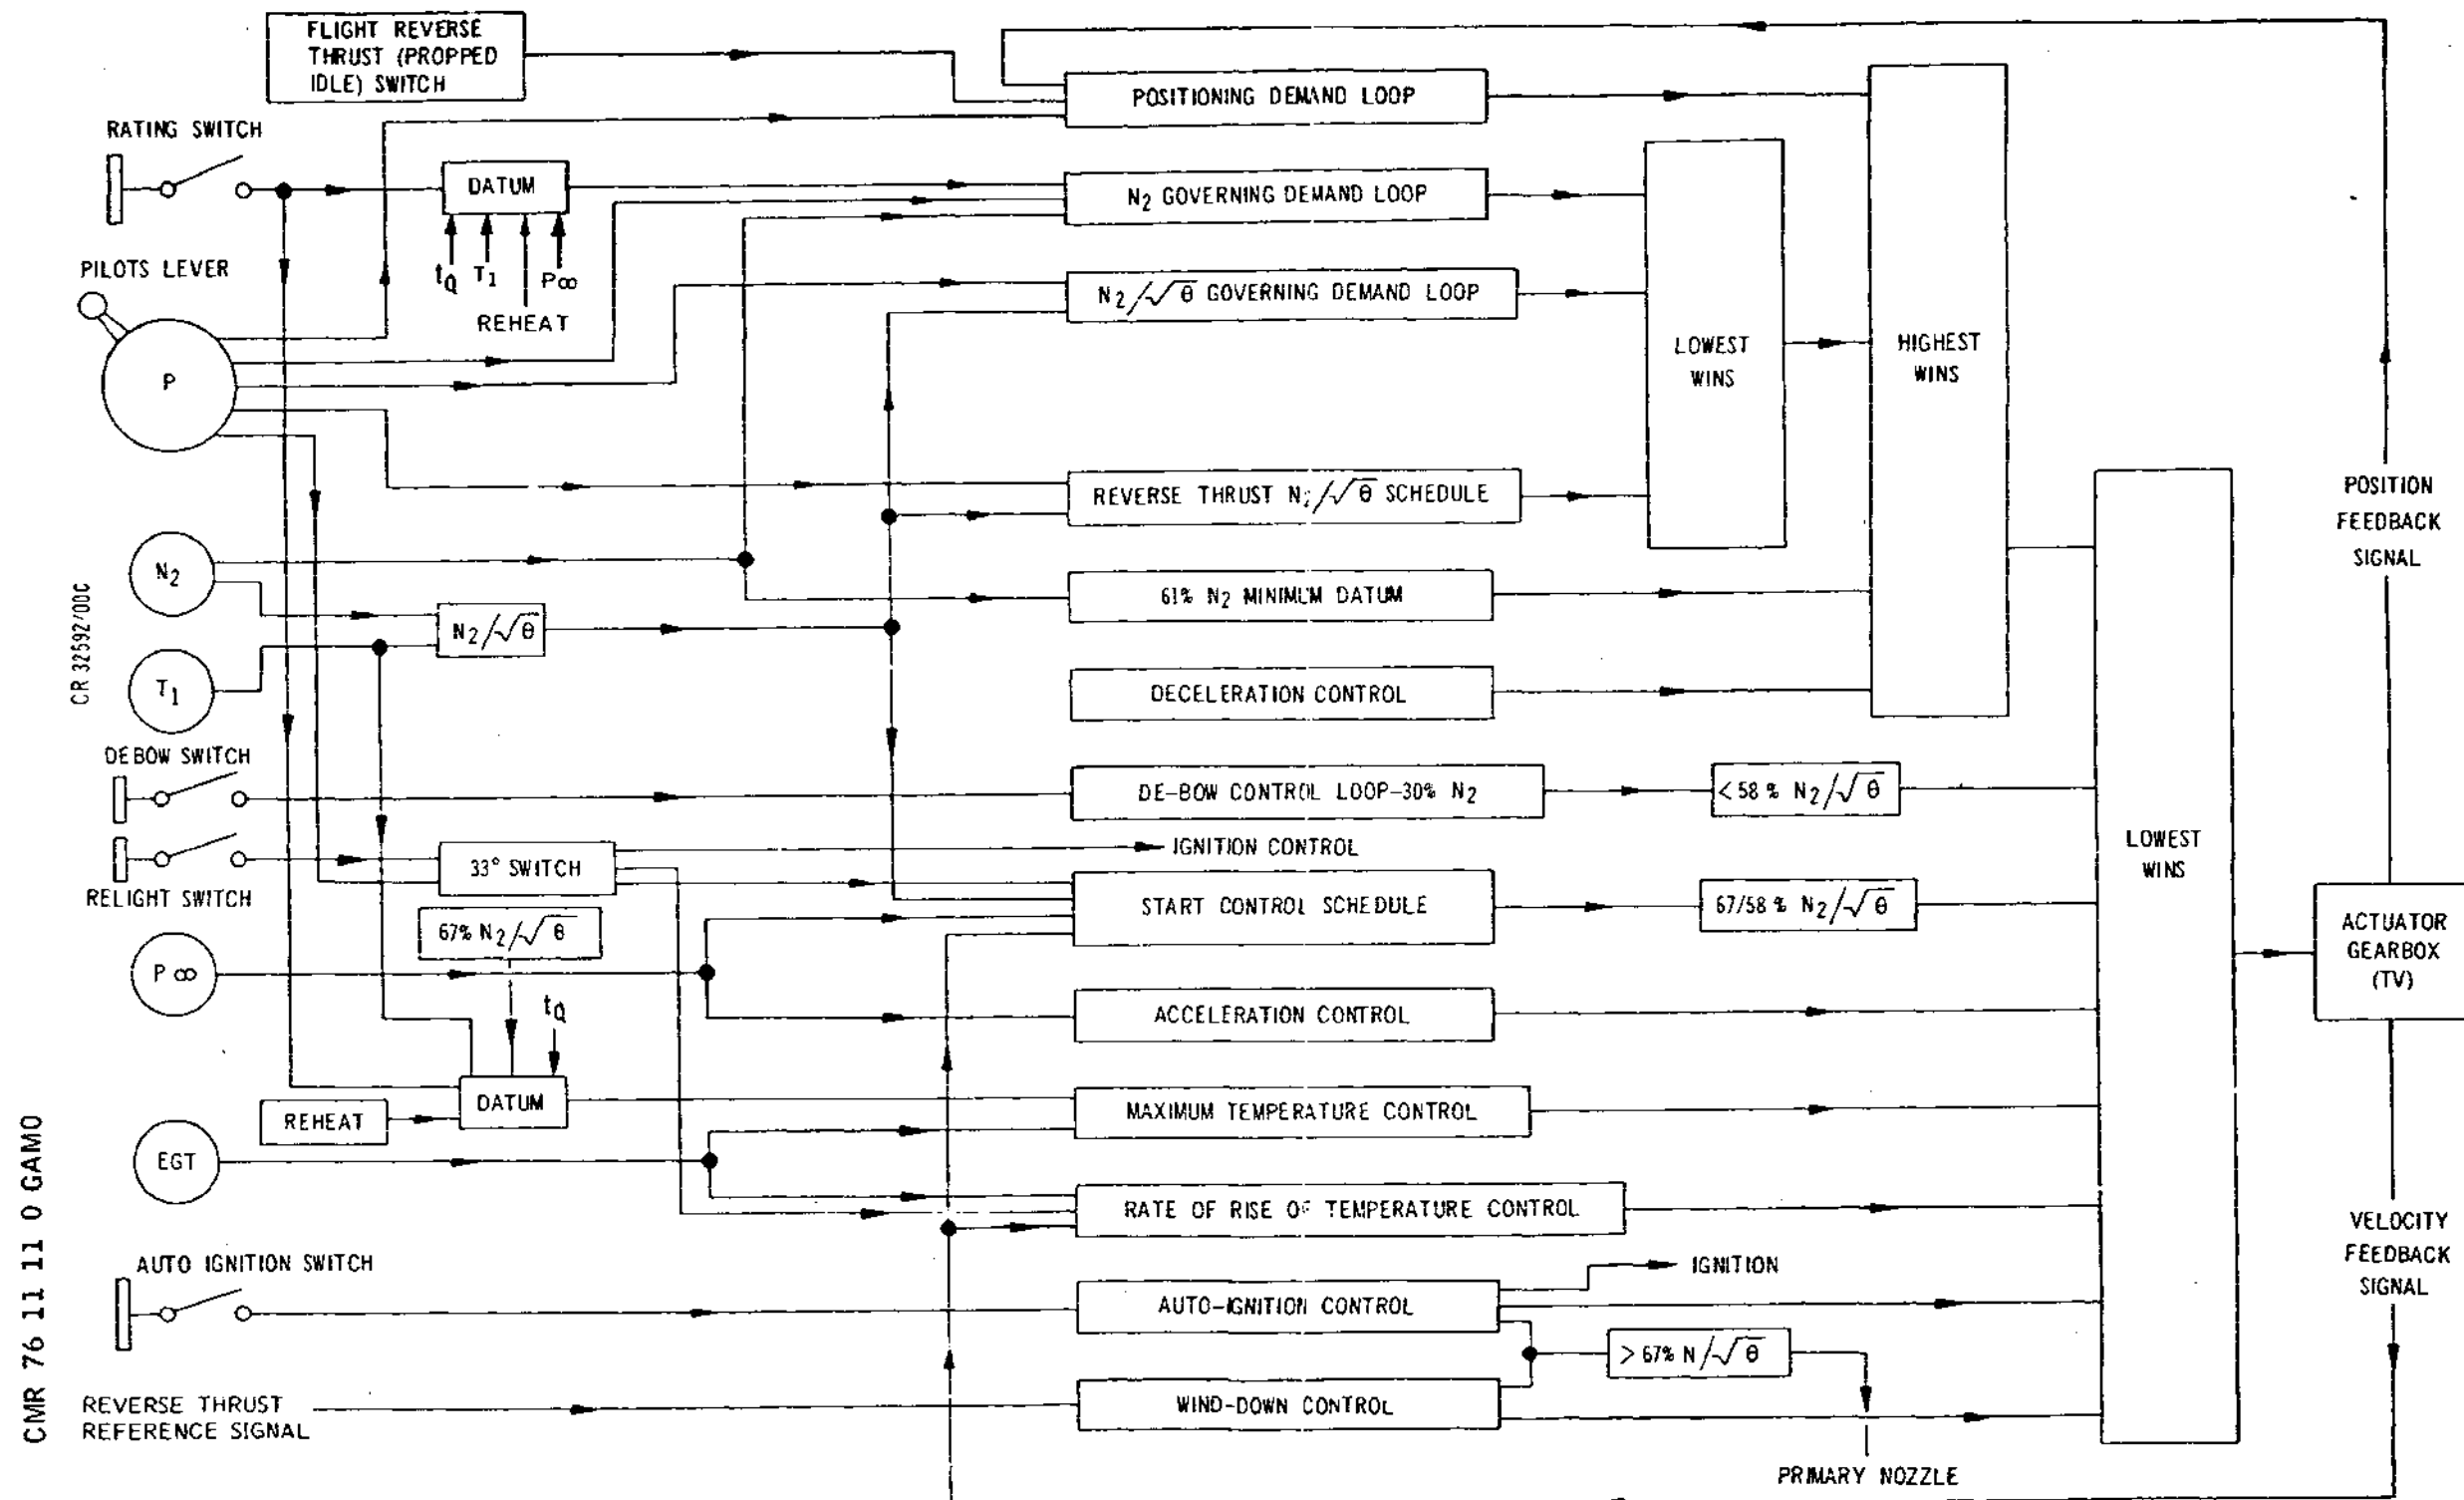 FLIGHT REVERSE
THRUST (PROPPED
IDLE) SWITCH
POSITIONING DEMAND LOOP
RATING SWITCH
DATUM
tQ T1 P∞
REHEAT
N2 GOVERNING DEMAND LOOP
PILOTS LEVER
P
N2/√θ GOVERNING DEMAND LOOP
LOWEST
WINS
HIGHEST
WINS
REVERSE THRUST N2/√θ SCHEDULE
POSITION
FEEDBACK
SIGNAL
N2
61% N2 MINIMUM DATUM
N2/√θ
T1
CR 32592/00C
DECELERATION CONTROL
DEBOW SWITCH
DE-BOW CONTROL LOOP-30% N2
<58 % N2/√θ
33° SWITCH
IGNITION CONTROL
RELIGHT SWITCH
START CONTROL SCHEDULE
67/58 % N2/√θ
LOWEST
WINS
ACTUATOR
GEARBOX
(TV)
67% N2/√θ
P∞
tQ
ACCELERATION CONTROL
DATUM
REHEAT
MAXIMUM TEMPERATURE CONTROL
EGT
RATE OF RISE OF TEMPERATURE CONTROL
VELOCITY
FEEDBACK
SIGNAL
AUTO IGNITION SWITCH
AUTO-IGNITION CONTROL
IGNITION
> 67% N/√θ
REVERSE THRUST
REFERENCE SIGNAL
WIND-DOWN CONTROL
PRIMARY NOZZLE
CMR 76 11 11 0 GAMO